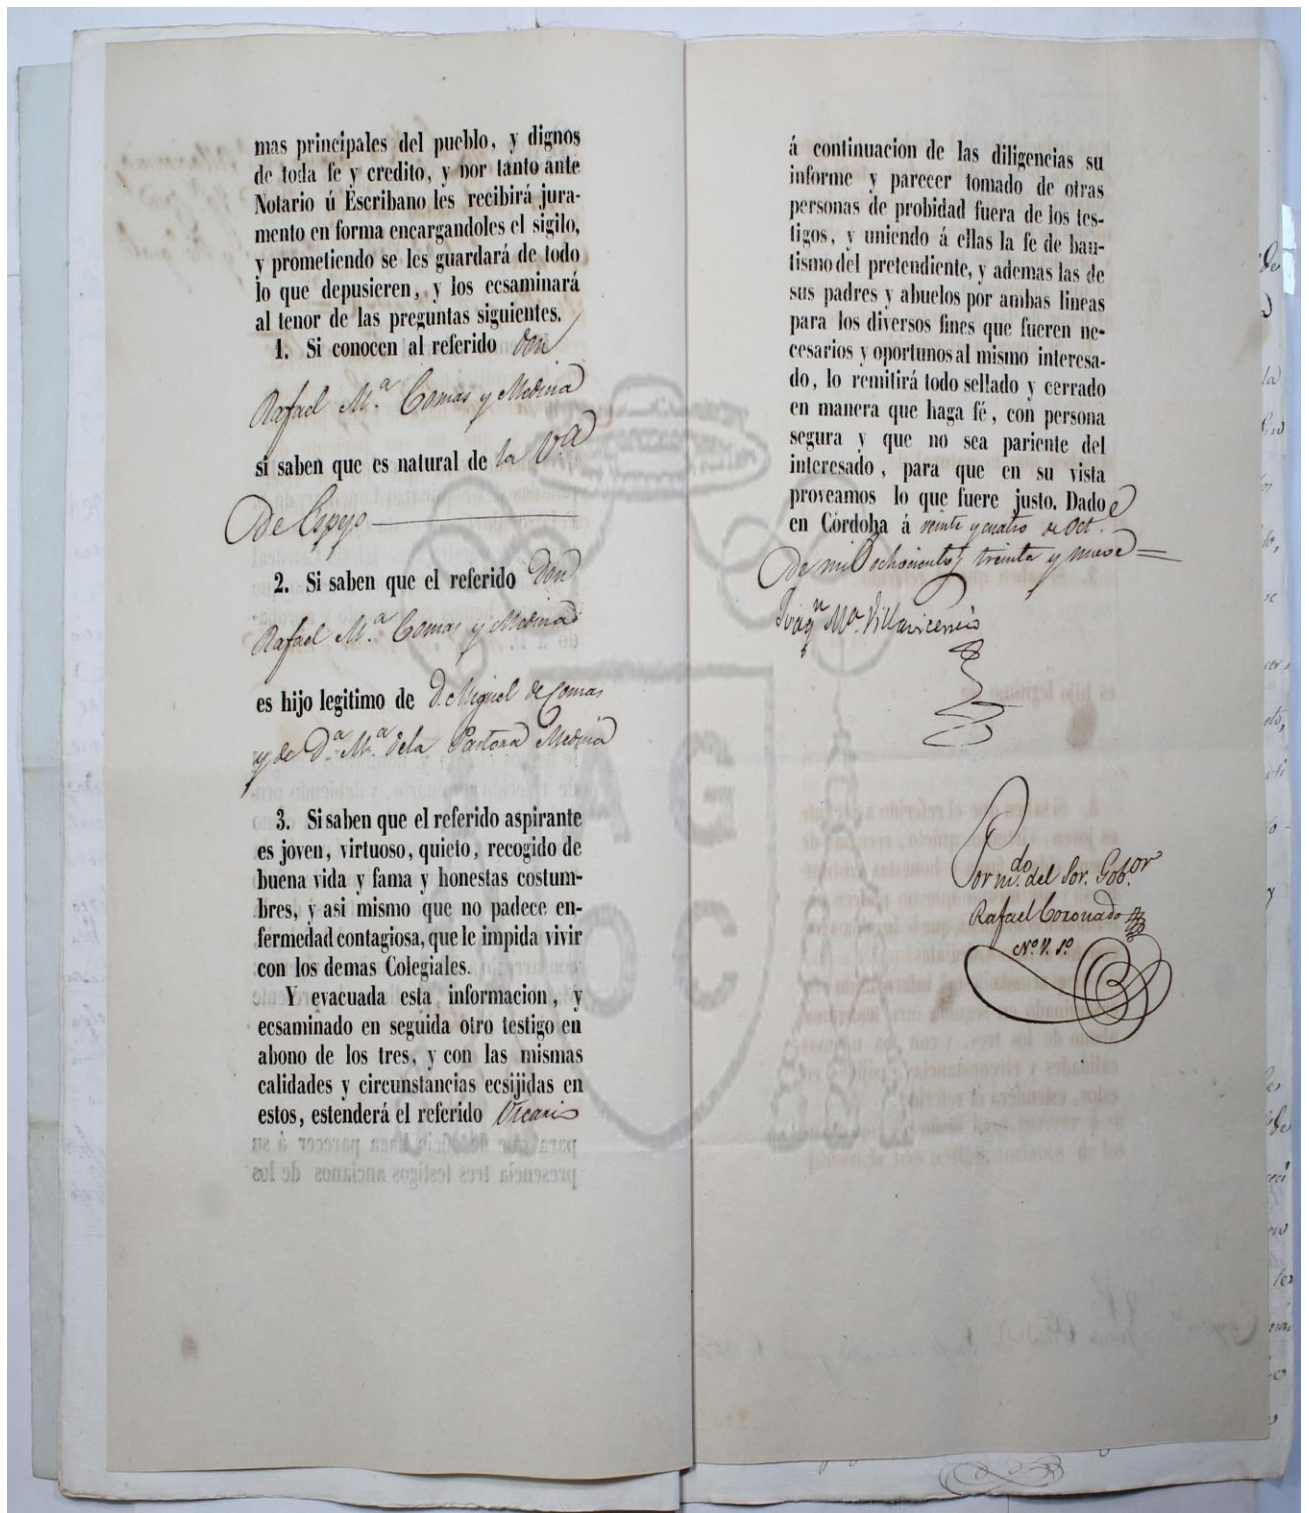 mas principales del pueblo, y dignos
de toda fe y credito, y por tanto ante
Notario ú Escribano les recibirá jura-
mento en forma encargandoles el sigilo,
y prometiendo se les guardará de todo
lo que depusieren, y los ecsaminará
al tenor de las preguntas siguientes.
1. Si conocen al referido don
Rafael M.ª Comas y Medina
si saben que es natural de la V.ª
de Espejo
2. Si saben que el referido don
Rafael M.ª Comas y Medina
es hijo legitimo de D. Miguel de Comas
y de D.ª M.ª dela Pastora Medina
3. Si saben que el referido aspirante
es joven, virtuoso, quieto, recogido de
buena vida y fama y honestas costum-
bres, y asi mismo que no padece en-
fermedad contagiosa, que le impida vivir
con los demas Colegiales.
Y evacuada esta informacion, y
ecsaminado en seguida otro testigo en
abono de los tres, y con las mismas
calidades y circunstancias ecsijidas en
estos, estenderá el referido Vicario
á continuacion de las diligencias su
informe y parecer tomado de otras
personas de probidad fuera de los tes-
tigos, y uniendo á ellas la fe de bau-
tismo del pretendiente, y ademas las de
sus padres y abuelos por ambas lineas
para los diversos fines que fueren ne-
cesarios y oportunos al mismo interesa-
do, lo remitirá todo sellado y cerrado
en manera que haga fé, con persona
segura y que no sea pariente del
interesado, para que en su vista
proveamos lo que fuere justo. Dado
en Córdoba á veinte y cuatro de Oct.e
de mil ochocientos treinta y nueve =
Joaqn Ma. Villavicencio
Por mdo. del Sor. Gobor.
Rafael Coronado
No. V. So.
AG
OC